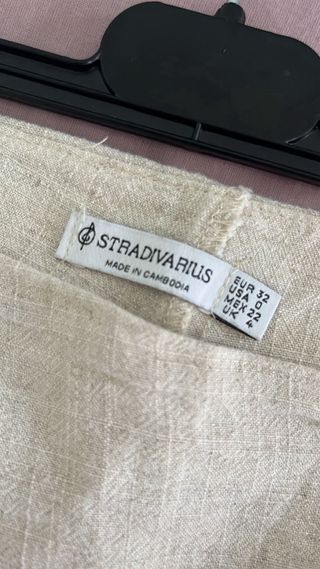 STRADIVARIUS
MADE IN CAMBODIA
EUR 32
USA 0
MEX 22
UK 4